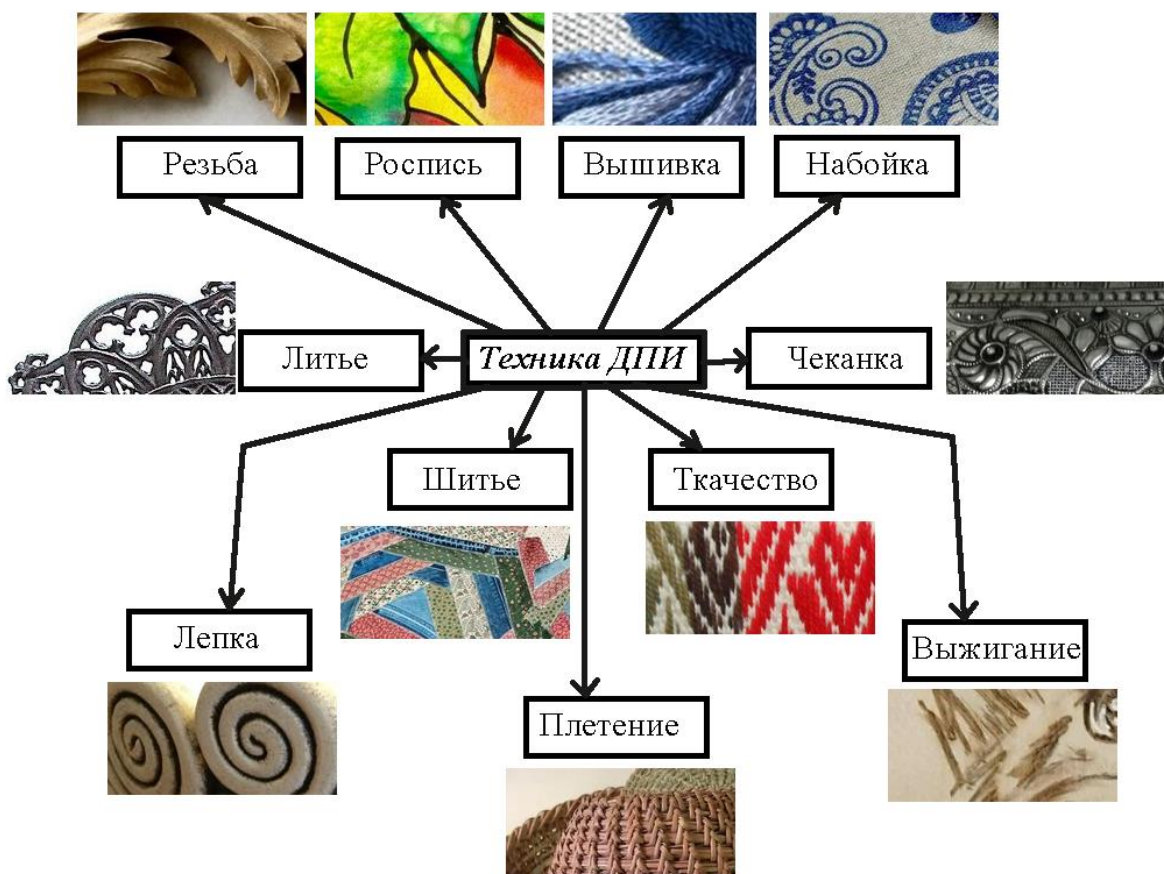 Резьба
Роспись
Вышивка
Набойка
Литье
Техника ДПИ
Чеканка
Шитье
Ткачество
Лепка
Выжигание
Плетение